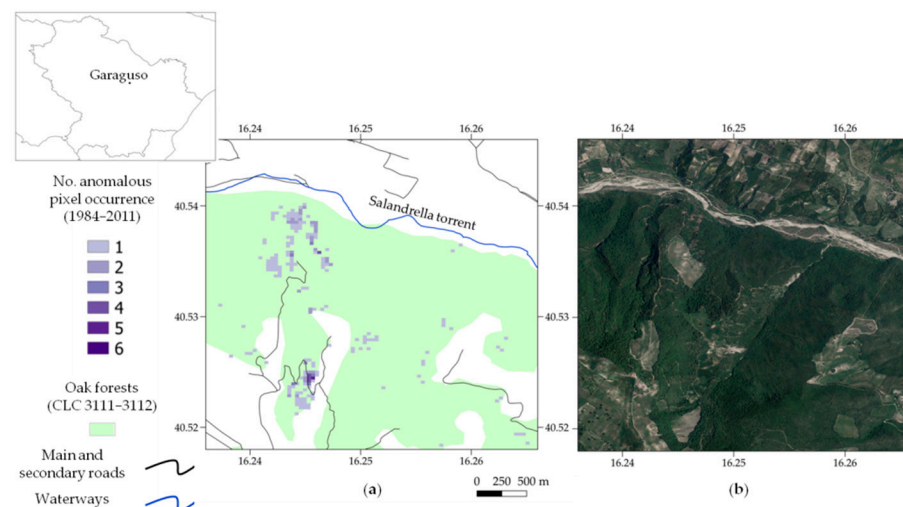 Garaguso
No. anomalous
pixel occurrence
(1984–2011)
1
2
3
4
5
6
Oak forests
(CLC 3111–3112)
Main and
secondary roads
Waterways
16.24
16.25
16.26
40.54
40.53
40.52
Salandrella torrent
16.24
16.25
16.26
(a)
0 250 500 m
16.24
16.25
16.26
40.54
40.53
40.52
16.24
16.25
16.26
(b)